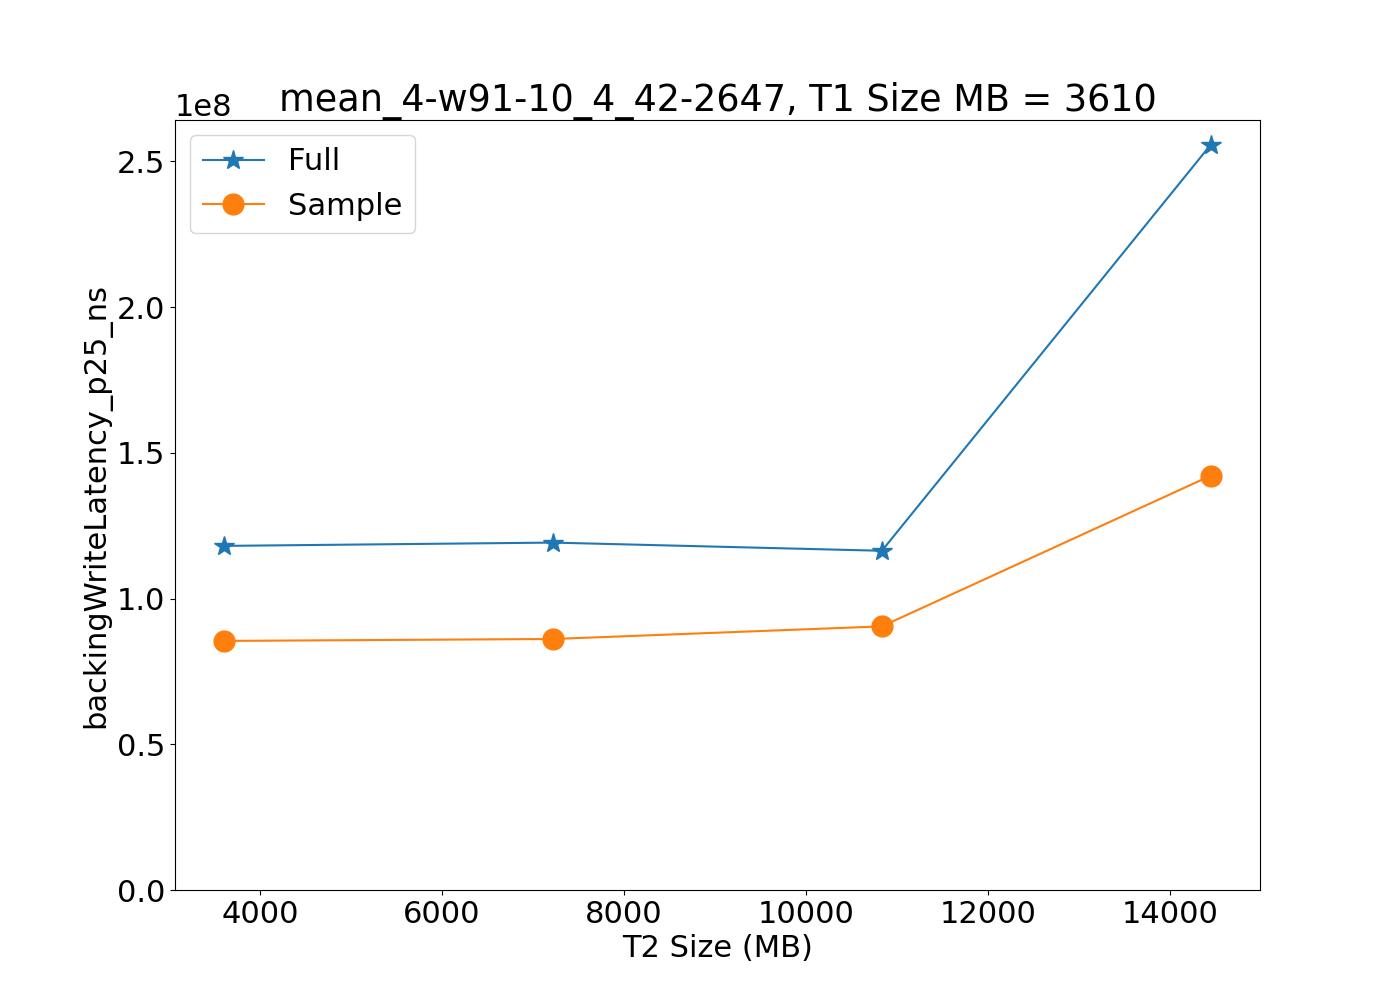 mean_4-w91-10_4_42-2647, T1 Size MB = 3610
1e8
Full
Sample
2.5
2.0
1.5
1.0
0.5
0.0
backingWriteLatency_p25_ns
4000 6000 8000 10000 12000 14000
T2 Size (MB)